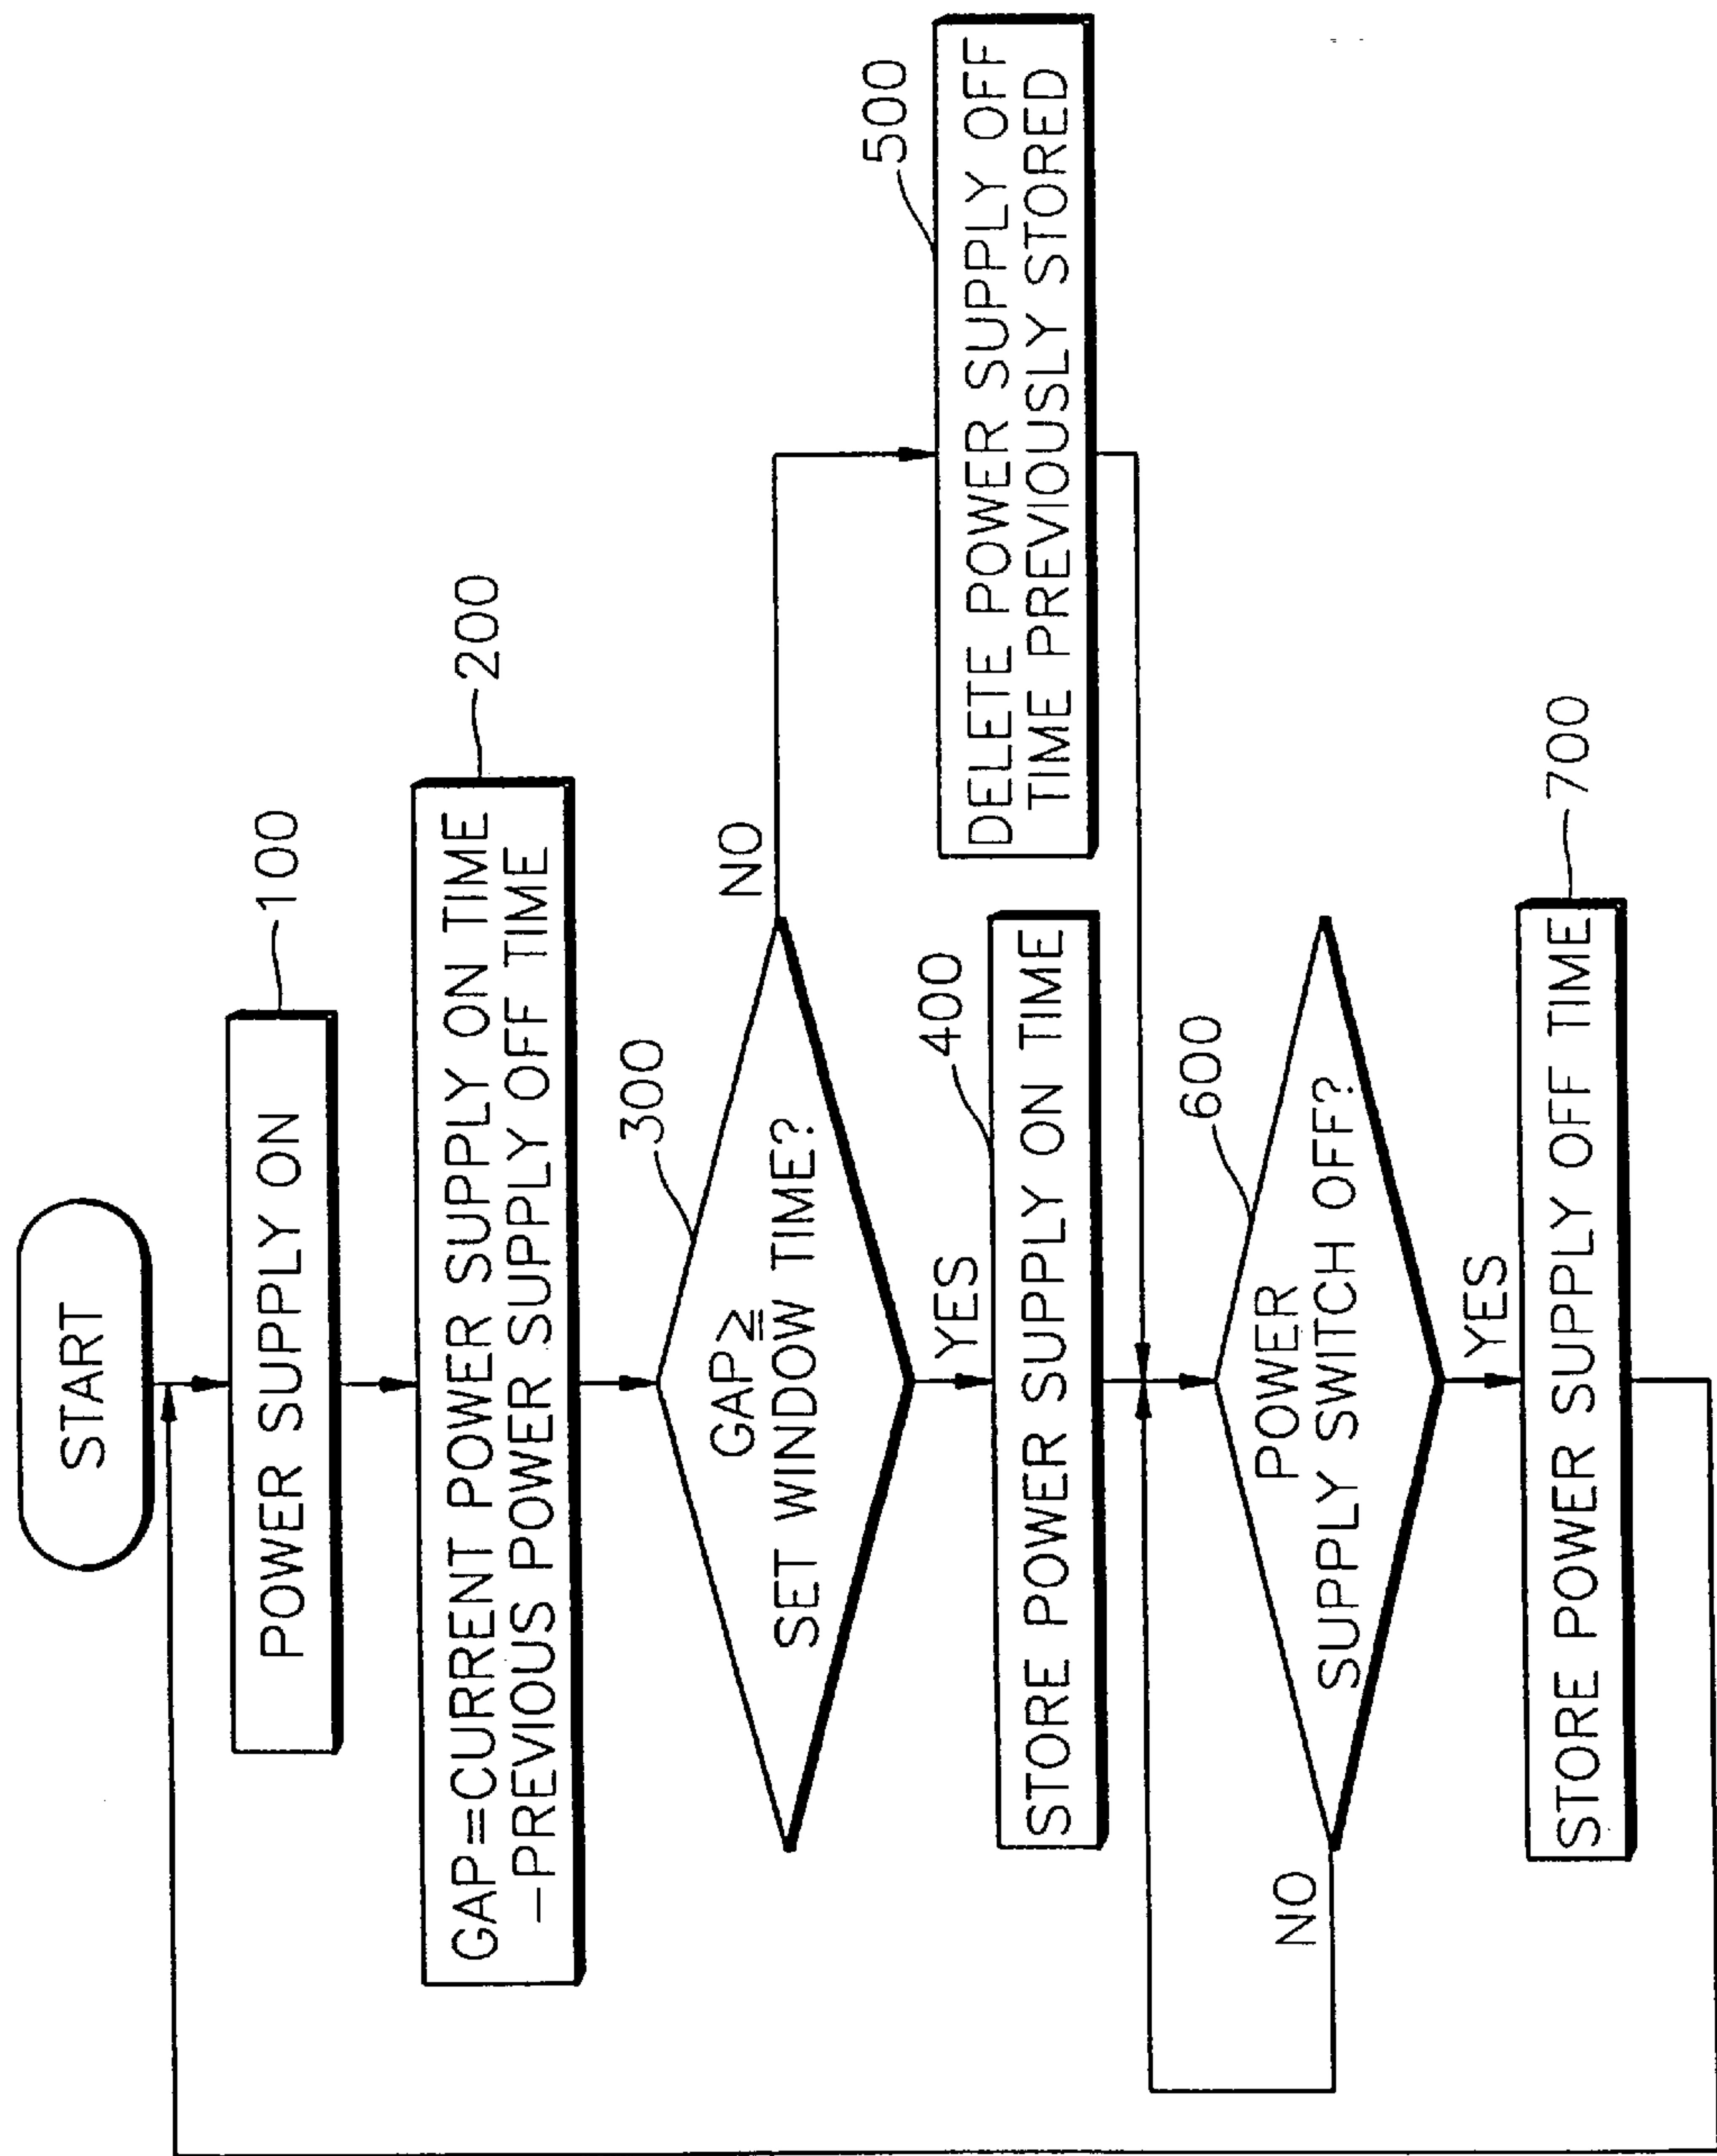 START
POWER SUPPLY ON
100
GAP=CURRENT POWER SUPPLY ON TIME
-PREVIOUS POWER SUPPLY OFF TIME
200
GAP≧
SET WINDOW TIME?
300
NO
YES
STORE POWER SUPPLY ON TIME
400
DELETE POWER SUPPLY OFF
TIME PREVIOUSLY STORED
500
POWER
SUPPLY SWITCH OFF?
600
NO
YES
STORE POWER SUPPLY OFF TIME
700